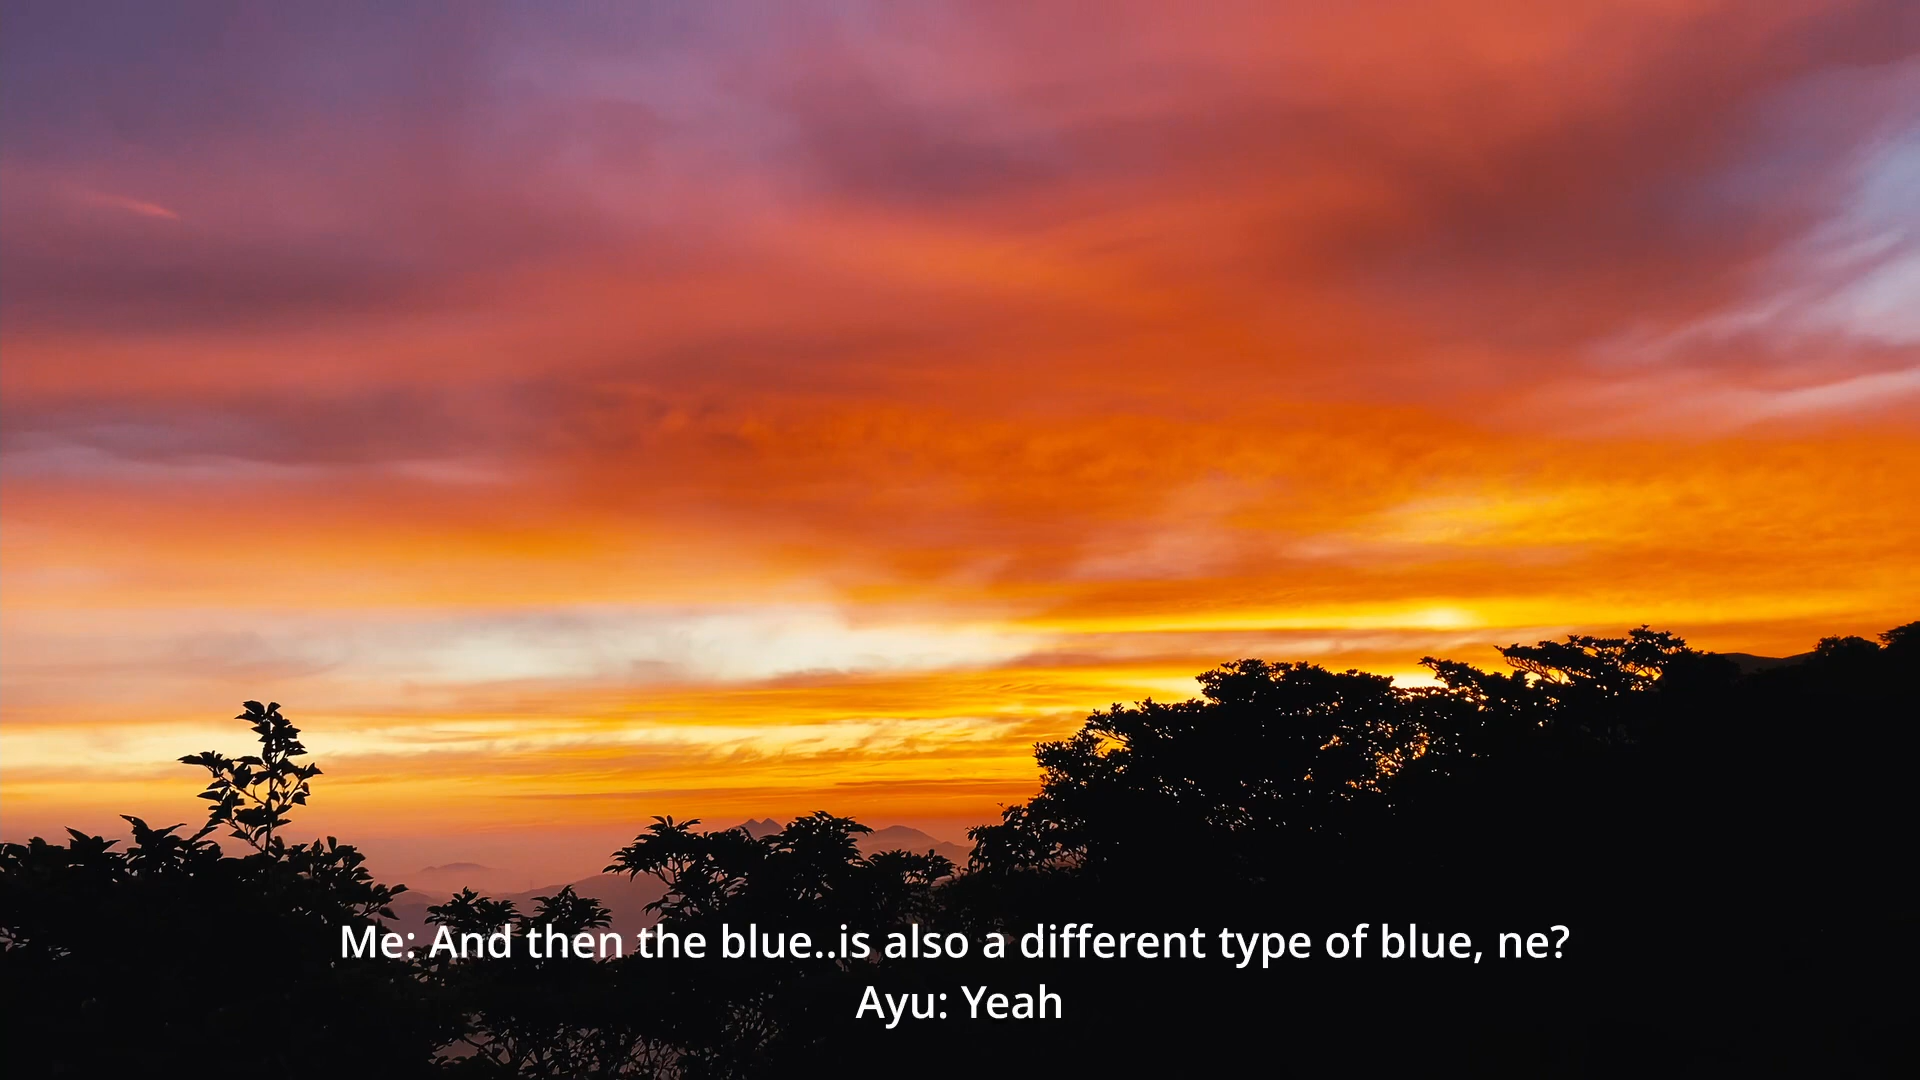 Me: And then the blue..is also a different type of blue, ne?
Ayu: Yeah